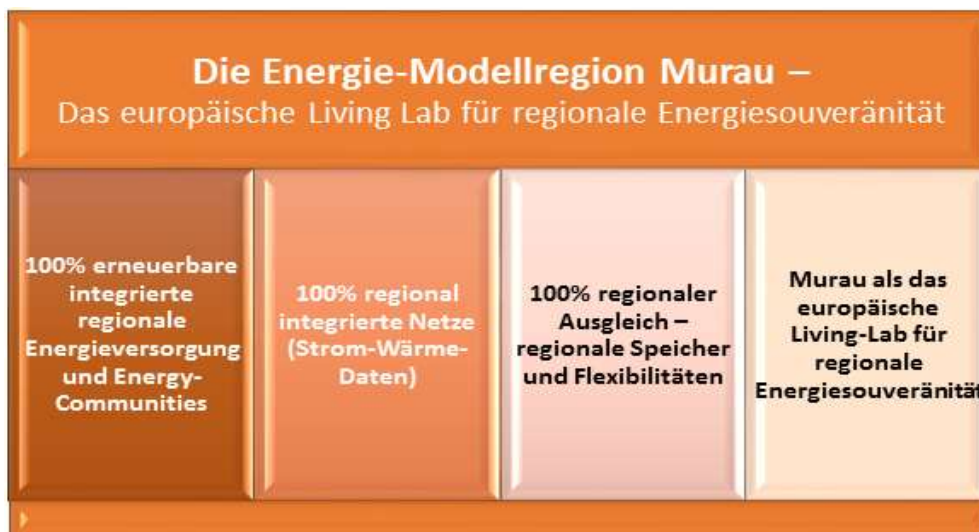 Die Energie-Modellregion Murau –
Das europäische Living Lab für regionale Energiesouveränität
100% erneuerbare
integrierte
regionale
Energieversorgung
und Energy-
Communities
100% regional
integrierte Netze
(Strom-Wärme-
Daten)
100% regionaler
Ausgleich –
regionale Speicher
und Flexibilitäten
Murau als das
europäische
Living-Lab für
regionale
Energiesouveränität